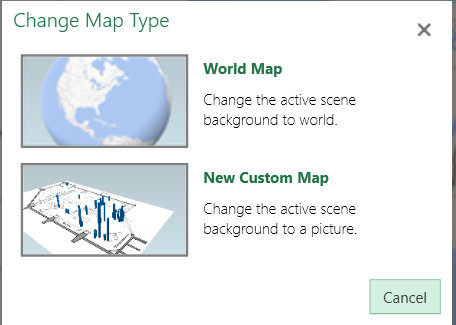 Change Map Type
World Map
Change the active scene
background to world.
New Custom Map
Change the active scene
background to a picture.
Cancel